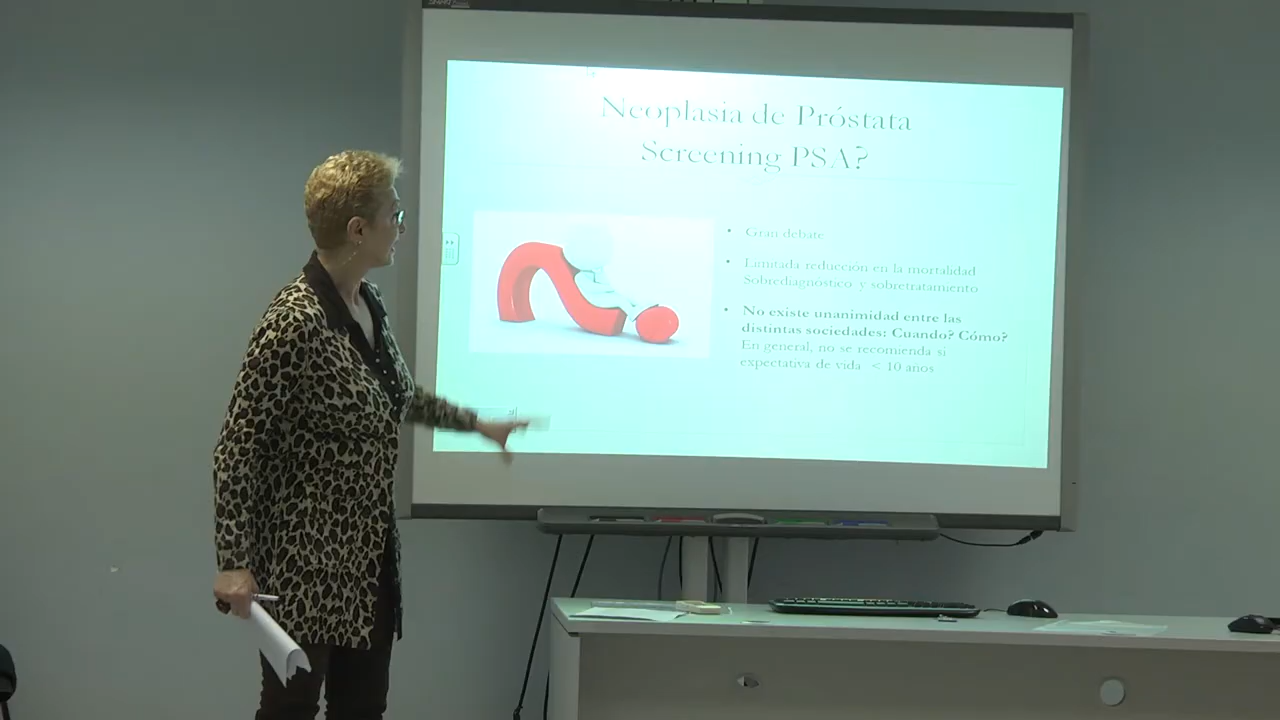 Neoplasia de Próstata
Screening PSA?
• Gran debate
• Limitada reducción en la mortalidad
Sobrediagnóstico y sobretratamiento
• No existe unanimidad entre las
distintas sociedades: Cuando? Cómo?
En general, no se recomienda si
expectativa de vida < 10 anos